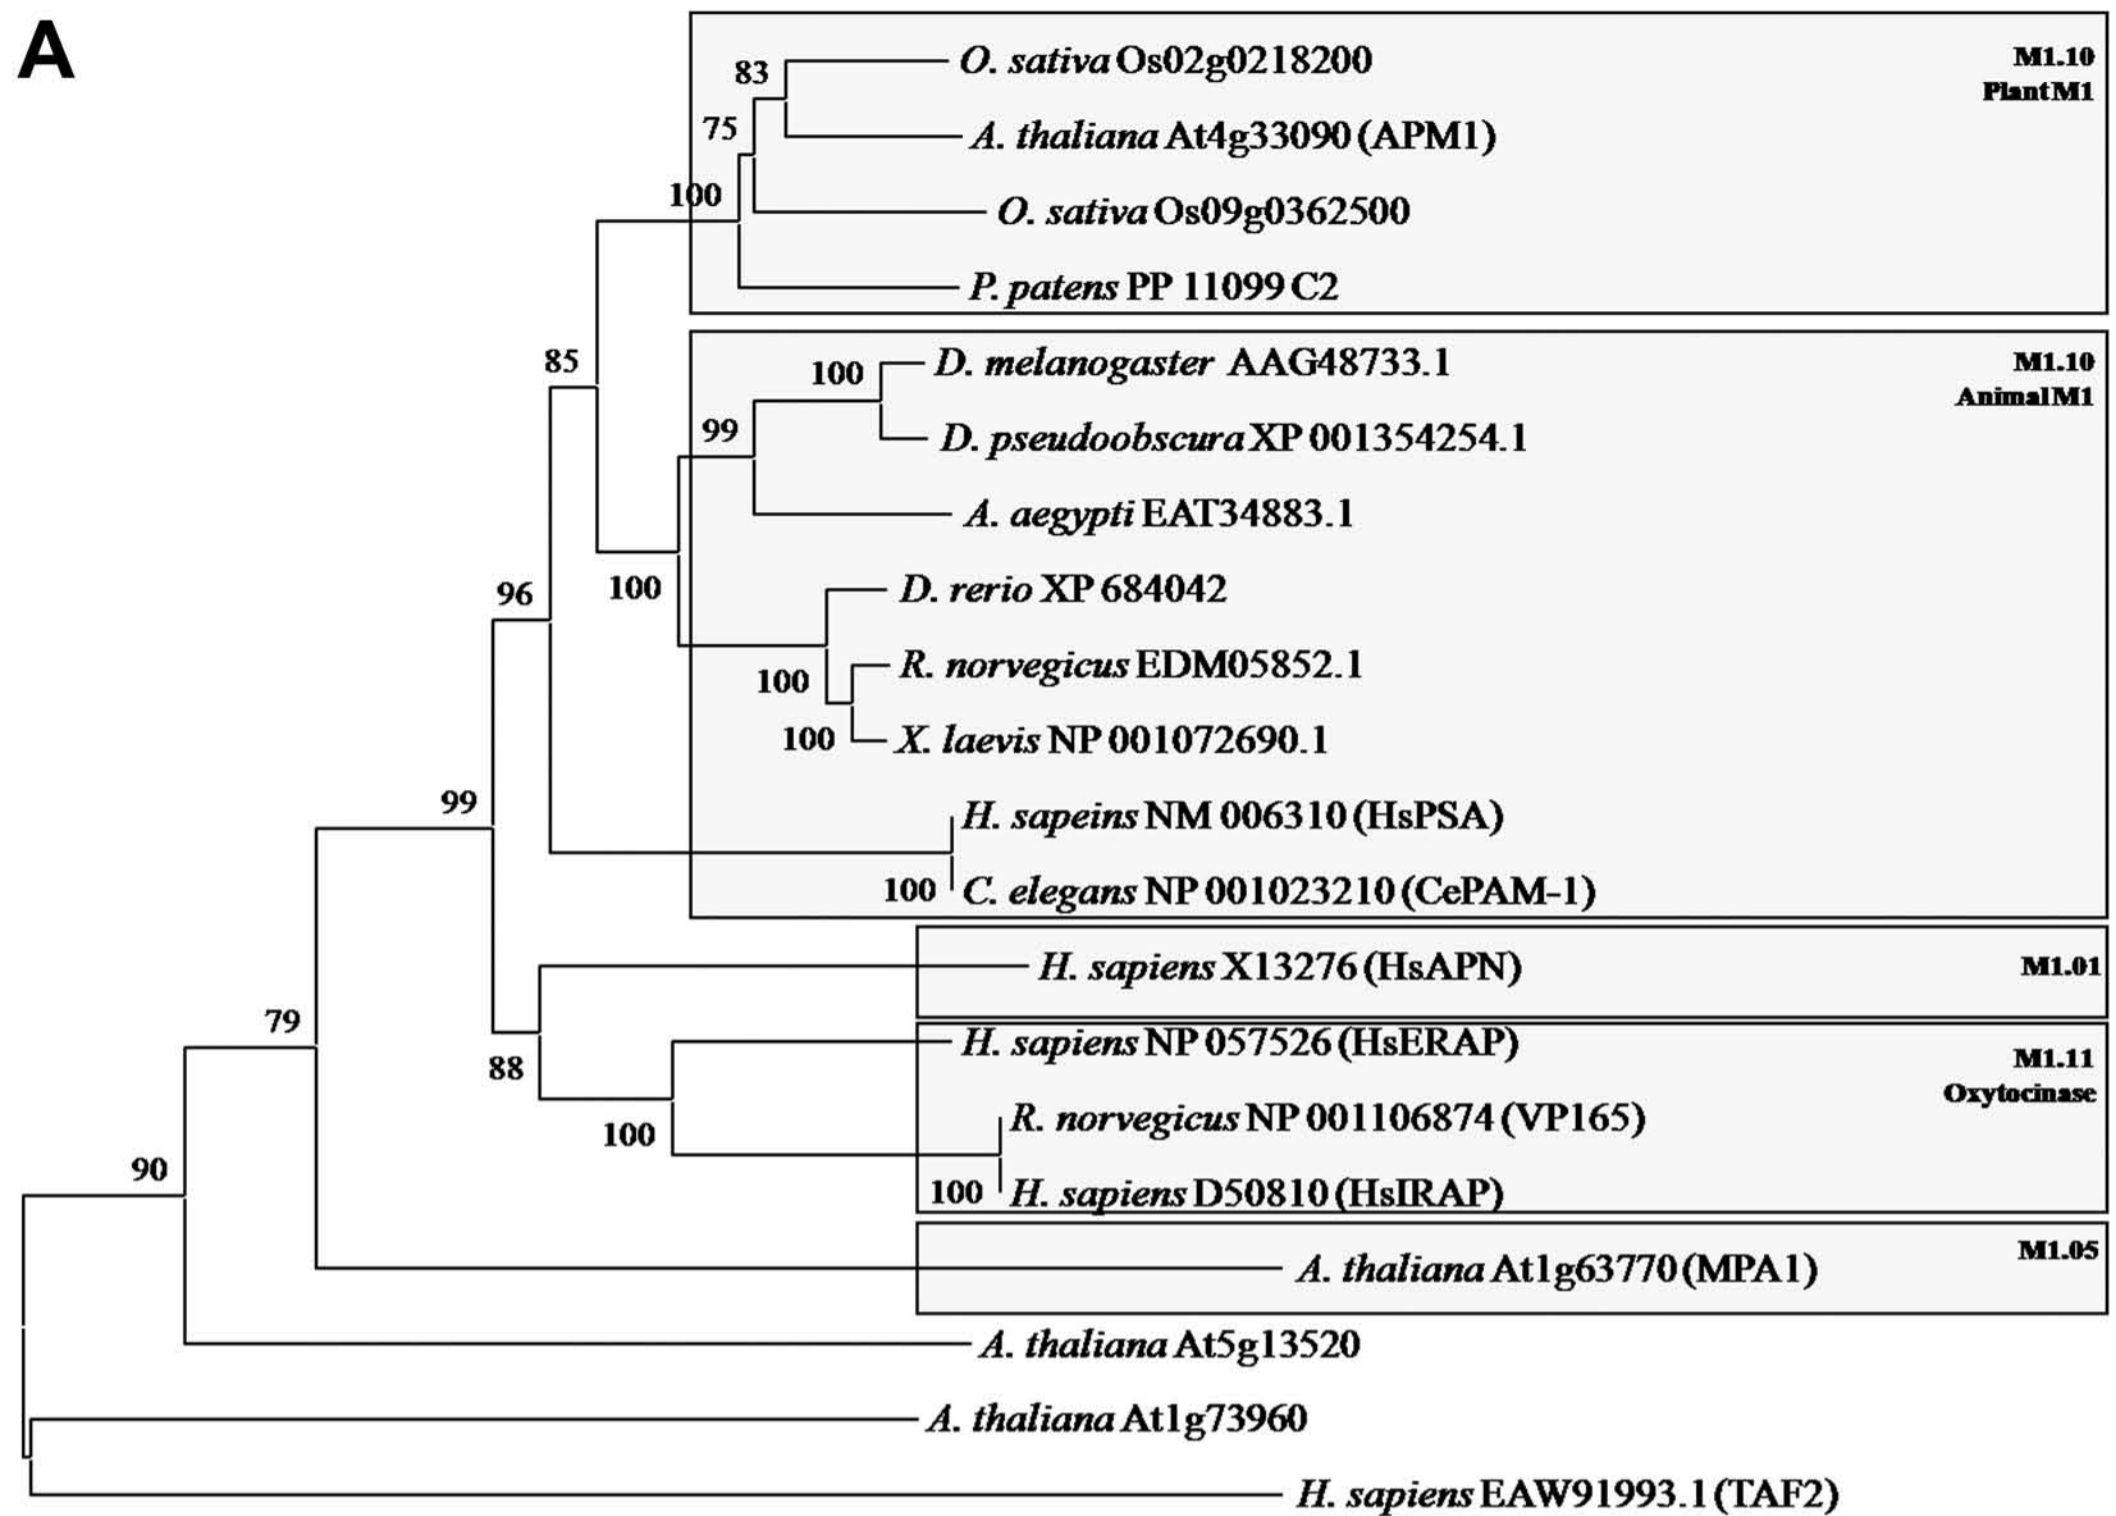 A
O. sativa Os02g0218200
M1.10
Plant M1
83
A. thaliana At4g33090 (APM1)
75
100
O. sativa Os09g0362500
P. patens PP 11099 C2
85
D. melanogaster AAG48733.1
M1.10
Animal M1
100
D. pseudoobscura XP 001354254.1
99
A. aegypti EAT34883.1
96
100
D. rerio XP 684042
R. norvegicus EDM05852.1
100
X. laevis NP 001072690.1
100
99
H. sapeins NM 006310 (HsPSA)
100
C. elegans NP 001023210 (CePAM-1)
H. sapiens X13276 (HsAPN)
M1.01
79
H. sapiens NP 057526 (HsERAP)
M1.11
Oxytocinase
88
R. norvegicus NP 001106874 (VP165)
100
90
100
H. sapiens D50810 (HsIRAP)
M1.05
A. thaliana At1g63770 (MPA1)
A. thaliana At5g13520
A. thaliana At1g73960
H. sapiens EAW91993.1 (TAF2)